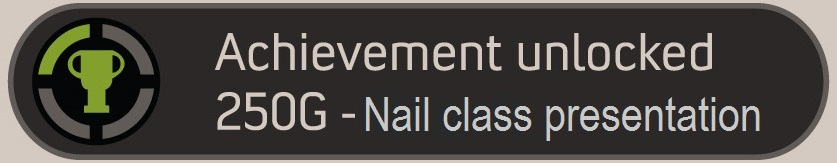 Achievement unlocked
250G - Nail class presentation